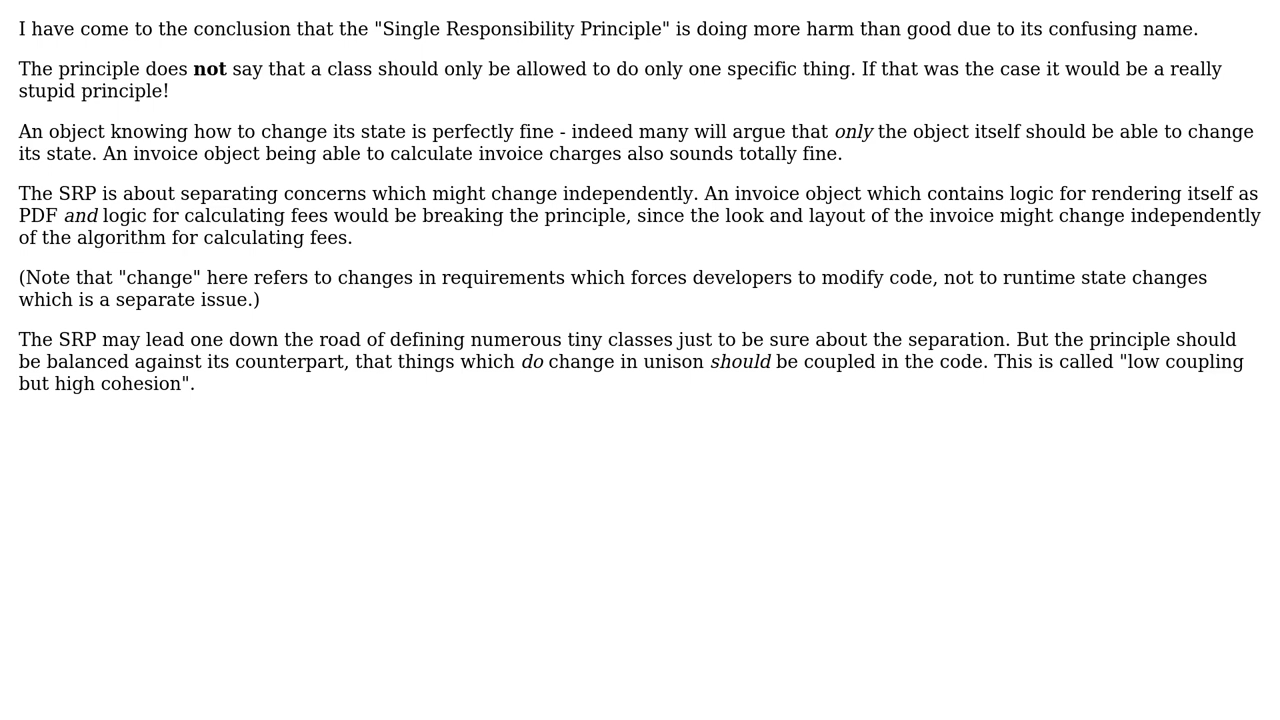 I have come to the conclusion that the "Single Responsibility Principle" is doing more harm than good due to its confusing name.
The principle does not say that a class should only be allowed to do only one specific thing. If that was the case it would be a really
stupid principle!
An object knowing how to change its state is perfectly fine - indeed many will argue that only the object itself should be able to change
its state. An invoice object being able to calculate invoice charges also sounds totally fine.
The SRP is about separating concerns which might change independently. An invoice object which contains logic for rendering itself as
PDF and logic for calculating fees would be breaking the principle, since the look and layout of the invoice might change independently
of the algorithm for calculating fees.
(Note that "change" here refers to changes in requirements which forces developers to modify code, not to runtime state changes
which is a separate issue.)
The SRP may lead one down the road of defining numerous tiny classes just to be sure about the separation. But the principle should
be balanced against its counterpart, that things which do change in unison should be coupled in the code. This is called "low coupling
but high cohesion".